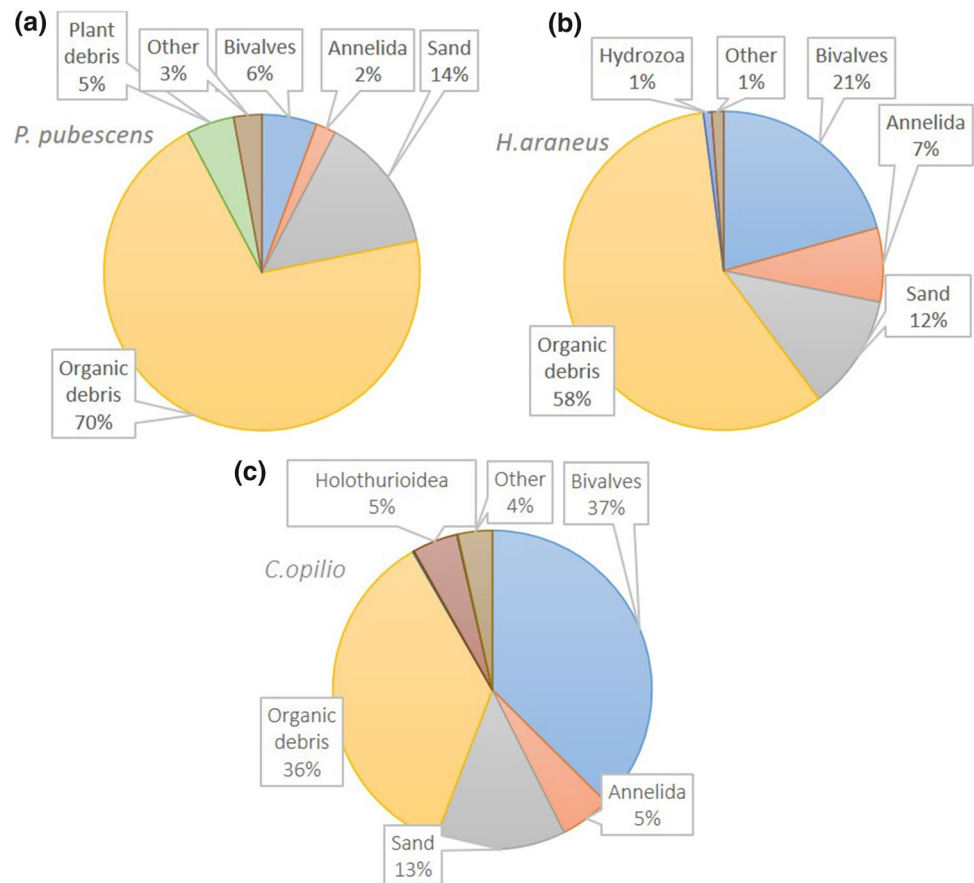 (a)
Plant
debris
5%
Other
3%
Bivalves
6%
Annelida
2%
Sand
14%
P. pubescens
Organic
debris
70%
(b)
Hydrozoa
1%
Other
1%
Bivalves
21%
Annelida
7%
H.araneus
Sand
12%
Organic
debris
58%
(c)
Holothurioidea
5%
Other
4%
Bivalves
37%
C.opilio
Organic
debris
36%
Annelida
5%
Sand
13%